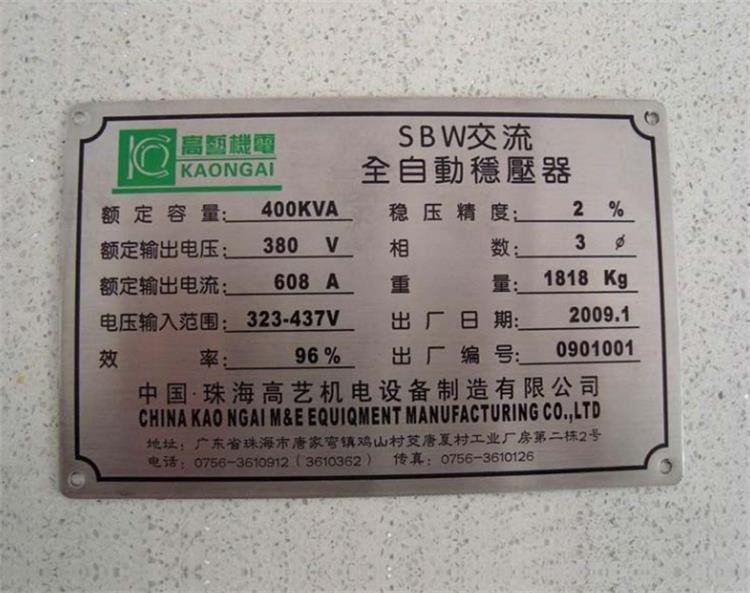 高藝機電
KAONGAI
SBW交流
全自動穩壓器
额定容量: 400KVA 稳压精度: 2 %
额定输出电压: 380 V 相数: 3 ø
额定输出电流: 608 A 重量: 1818 Kg
电压输入范围: 323-437V 出厂日期: 2009.1
效率: 96% 出厂编号: 0901001
中国·珠海高艺机电设备制造有限公司
CHINA KAO NGAI M&E EQUIQMENT MANUFACTURING CO.,LTD
地址: 广东省珠海市唐家弯镇鸡山村荬唐夏村工业厂房第二栋2号
电话: 0756-3610912 (3610362) 传真: 0756-3610126